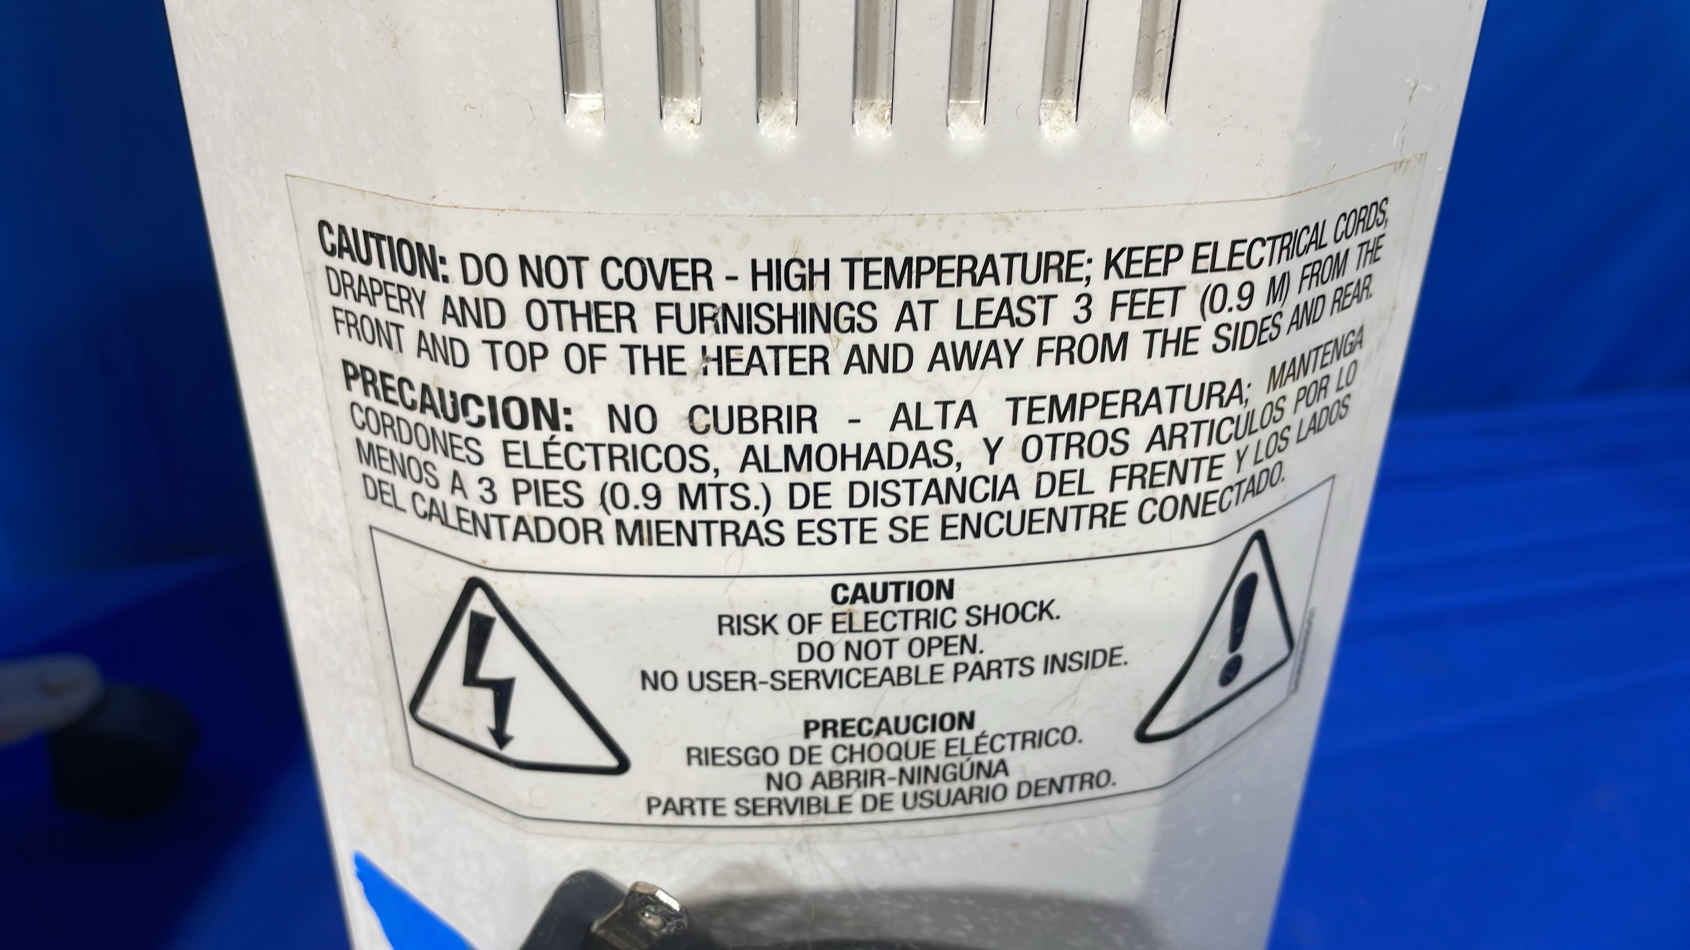 CAUTION: DO NOT COVER - HIGH TEMPERATURE; KEEP ELECTRICAL CORDS,
DRAPERY AND OTHER FURNISHINGS AT LEAST 3 FEET (0.9 M) FROM THE
FRONT AND TOP OF THE HEATER AND AWAY FROM THE SIDES AND REAR.
PRECAUCION: NO CUBRIR - ALTA TEMPERATURA; MANTENGA
CORDONES ELÉCTRICOS, ALMOHADAS, Y OTROS ARTICULOS POR LO
MENOS A 3 PIES (0.9 MTS.) DE DISTANCIA DEL FRENTE Y LOS LADOS
DEL CALENTADOR MIENTRAS ESTE SE ENCUENTRE CONECTADO.
CAUTION
RISK OF ELECTRIC SHOCK.
DO NOT OPEN.
NO USER-SERVICEABLE PARTS INSIDE.
PRECAUCION
RIESGO DE CHOQUE ELÉCTRICO.
NO ABRIR-NINGÚNA
PARTE SERVIBLE DE USUARIO DENTRO.